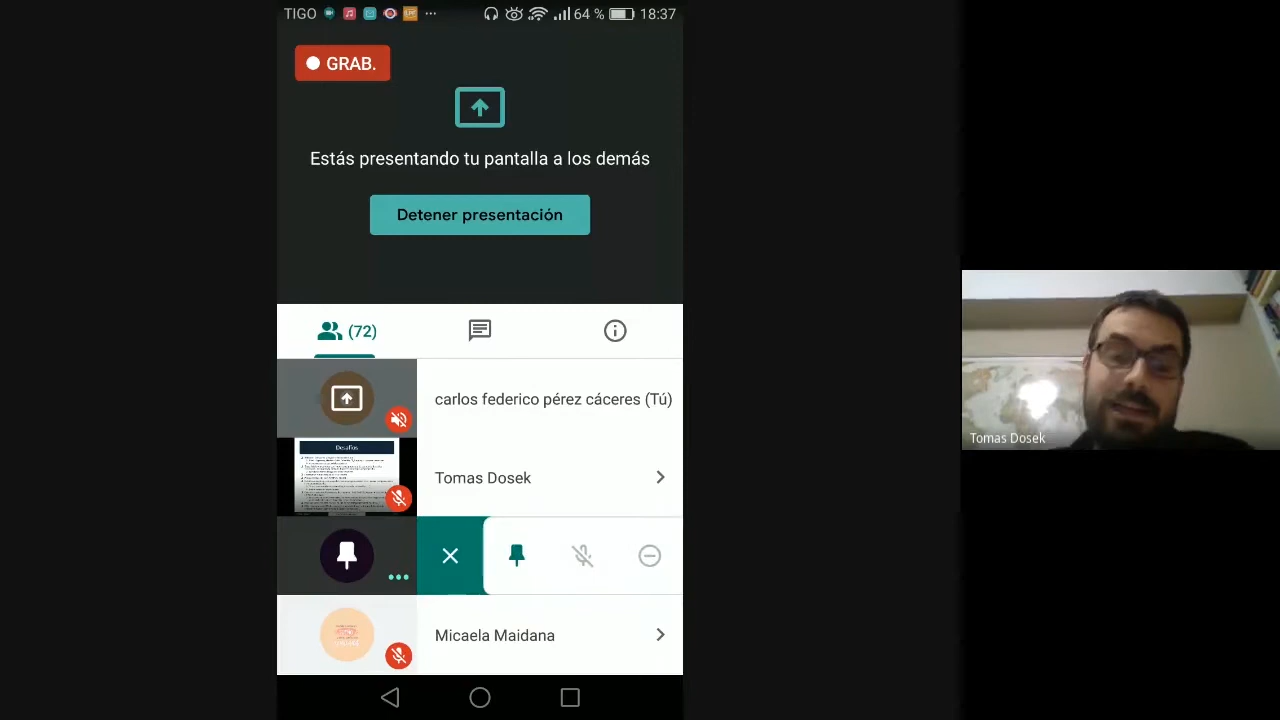 TIGO ... 64 % 18:37
GRAB.
Estás presentando tu pantalla a los demás
Detener presentación
(72)
carlos federico pérez cáceres (Tú)
Desafíos
Tomas Dosek
Micaela Maidana
Tomas Dosek